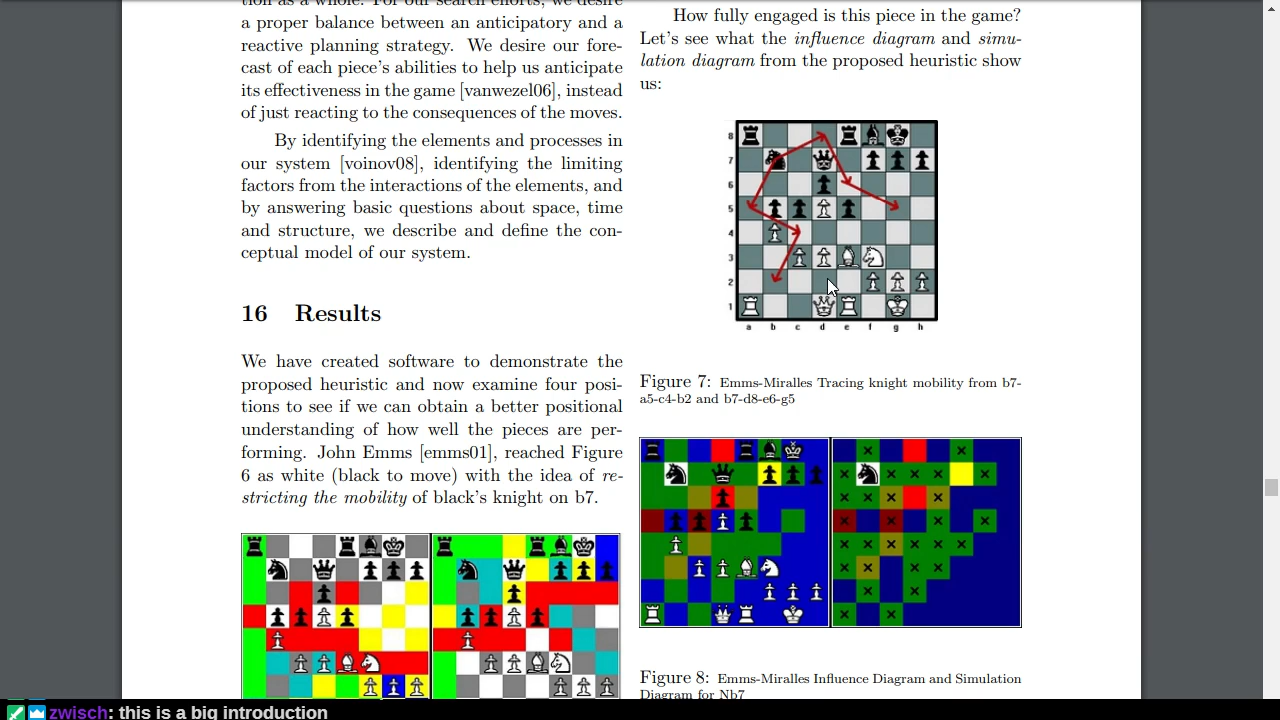 tion as a whole. For our search efforts, we desire
a proper balance between an anticipatory and a
reactive planning strategy. We desire our fore-
cast of each piece's abilities to help us anticipate
its effectiveness in the game [vanwezel06], instead
of just reacting to the consequences of the moves.
By identifying the elements and processes in
our system [voinov08], identifying the limiting
factors from the interactions of the elements, and
by answering basic questions about space, time
and structure, we describe and define the con-
ceptual model of our system.
16 Results
We have created software to demonstrate the
proposed heuristic and now examine four posi-
tions to see if we can obtain a better positional
understanding of how well the pieces are per-
forming. John Emms [emms01], reached Figure
6 as white (black to move) with the idea of re-
stricting the mobility of black's knight on b7.
How fully engaged is this piece in the game?
Let's see what the influence diagram and simu-
lation diagram from the proposed heuristic show
us:
8
7
6
5
4
3
2
1
a b c d e f g h
Figure 7: Emms-Miralles Tracing knight mobility from b7-
a5-c4-b2 and b7-d8-e6-g5
Figure 8: Emms-Miralles Influence Diagram and Simulation
Diagram for Nb7
zwisch: this is a big introduction